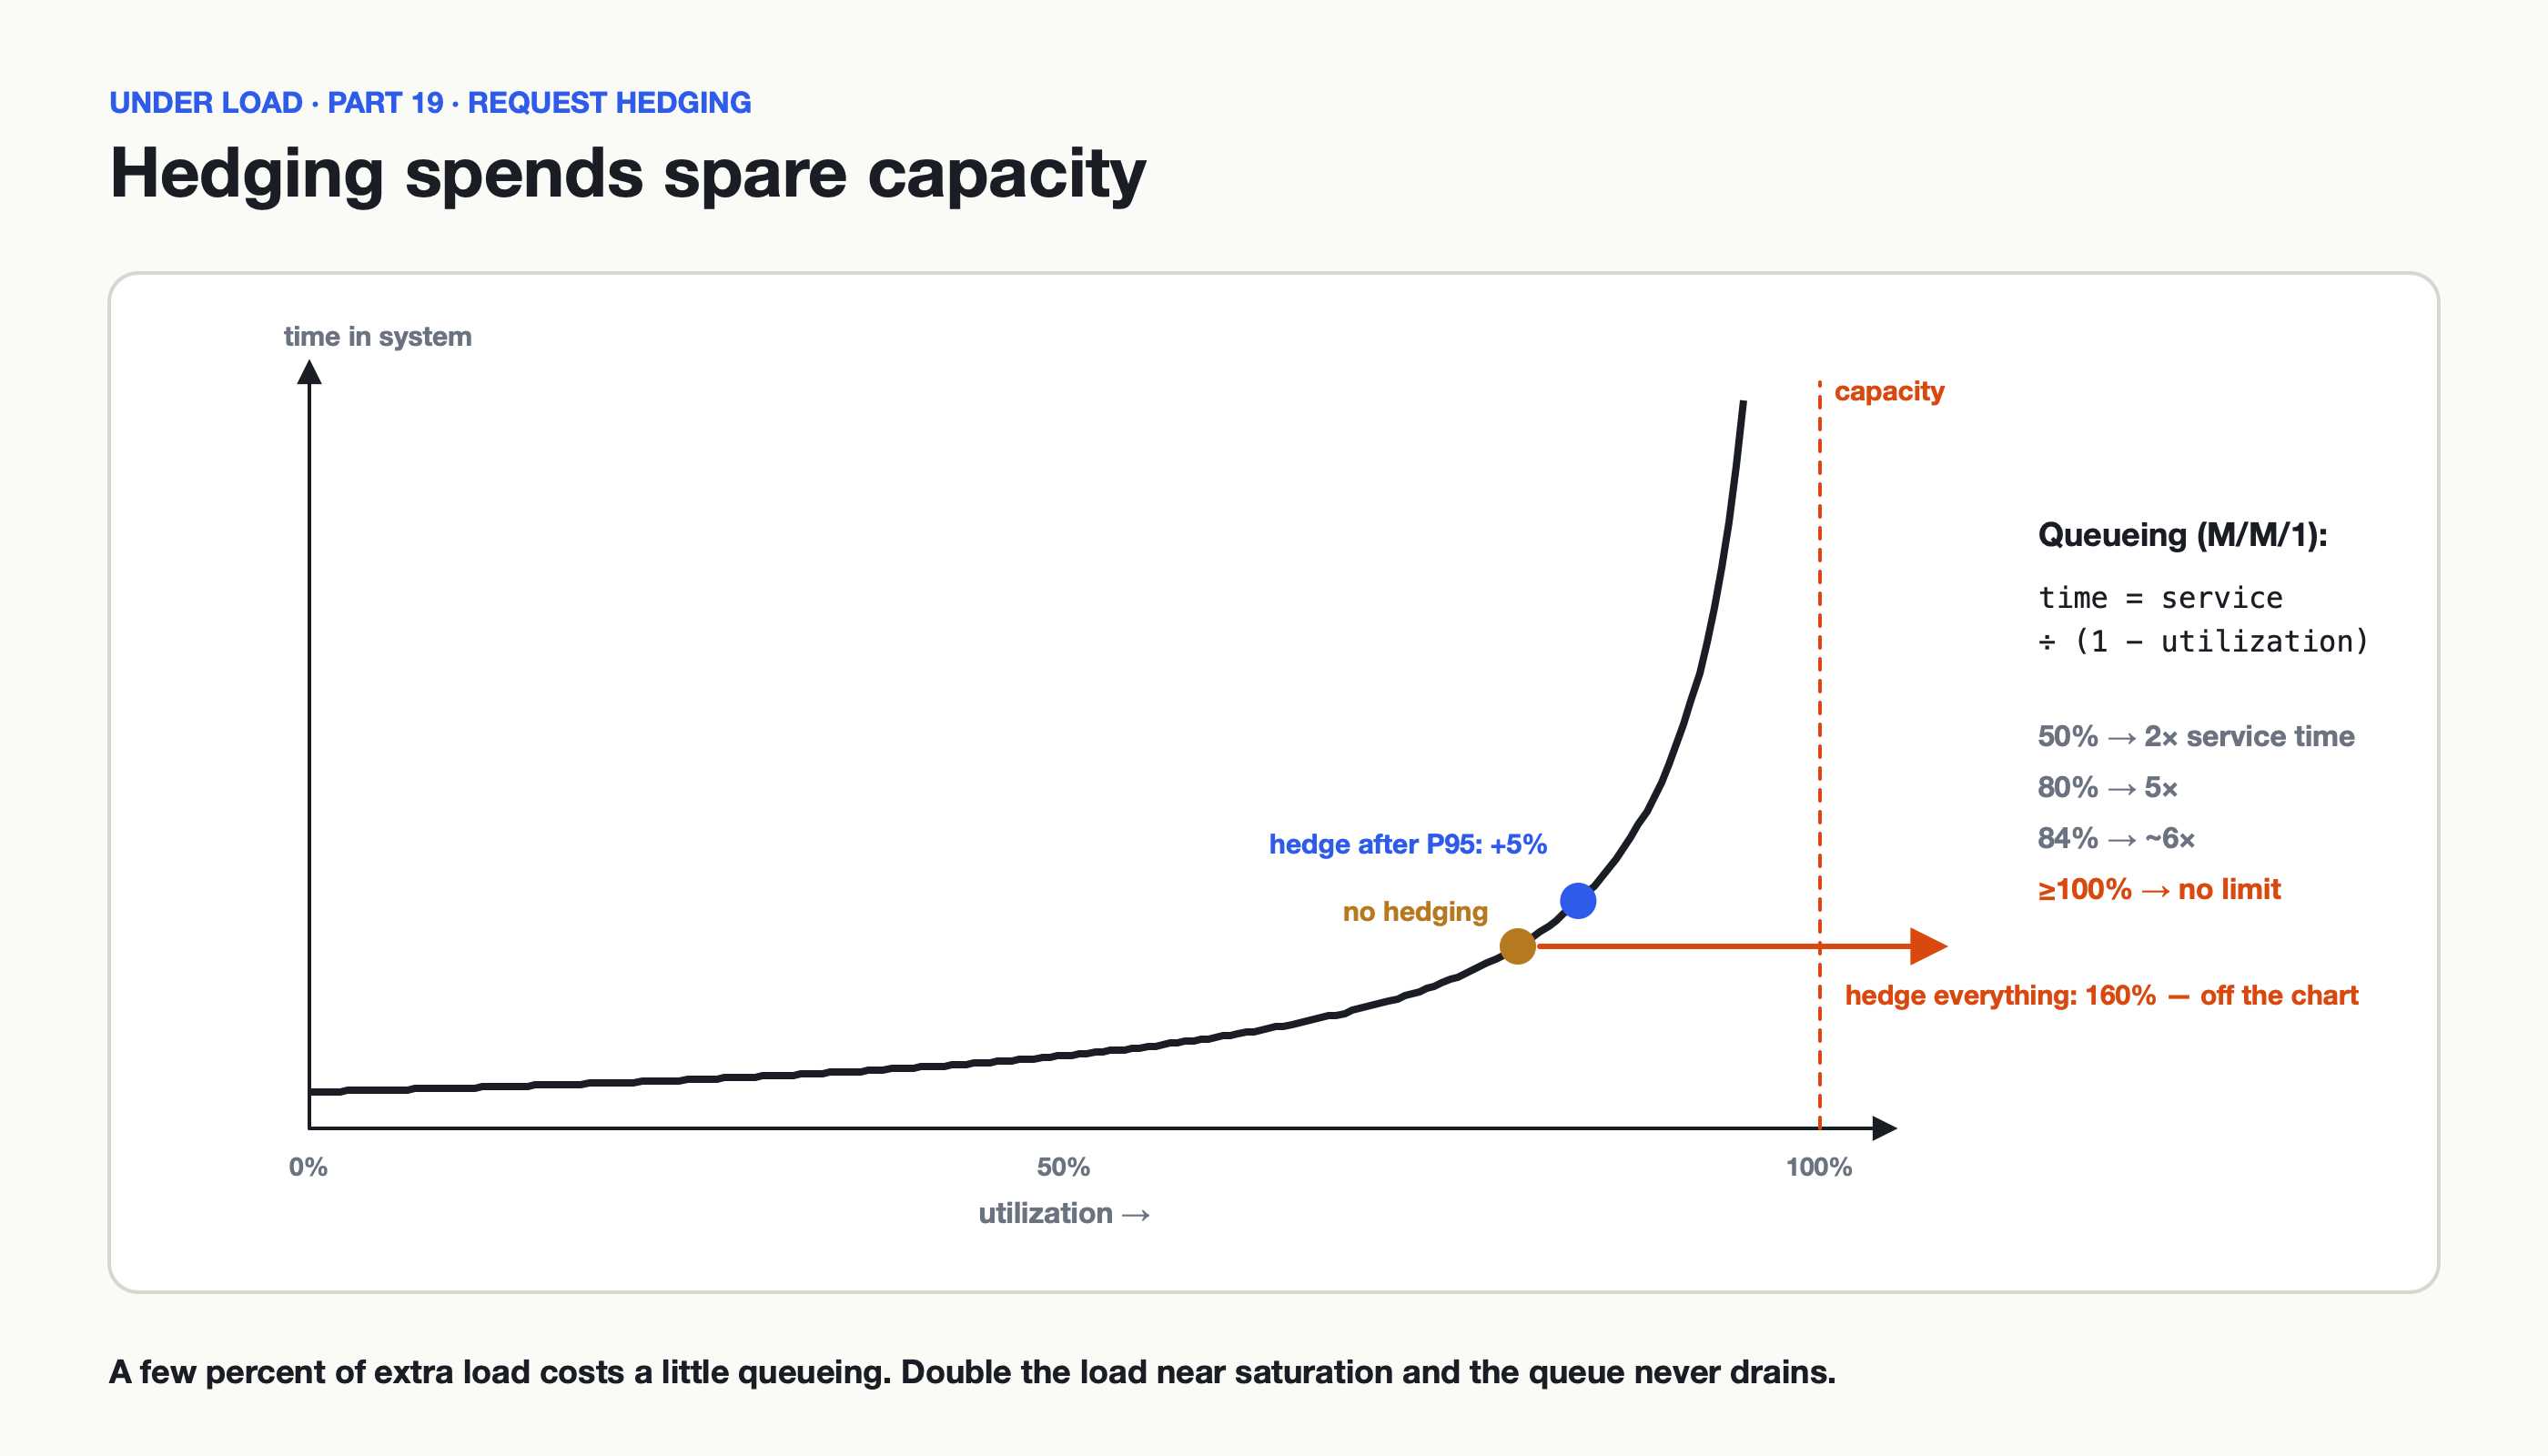 UNDER LOAD · PART 19 · REQUEST HEDGING
Hedging spends spare capacity
time in system
capacity
Queueing (M/M/1):
time = service
÷ (1 − utilization)
50% → 2× service time
80% → 5×
84% → ~6×
≥100% → no limit
hedge after P95: +5%
no hedging
hedge everything: 160% — off the chart
0%
50%
100%
utilization →
A few percent of extra load costs a little queueing. Double the load near saturation and the queue never drains.